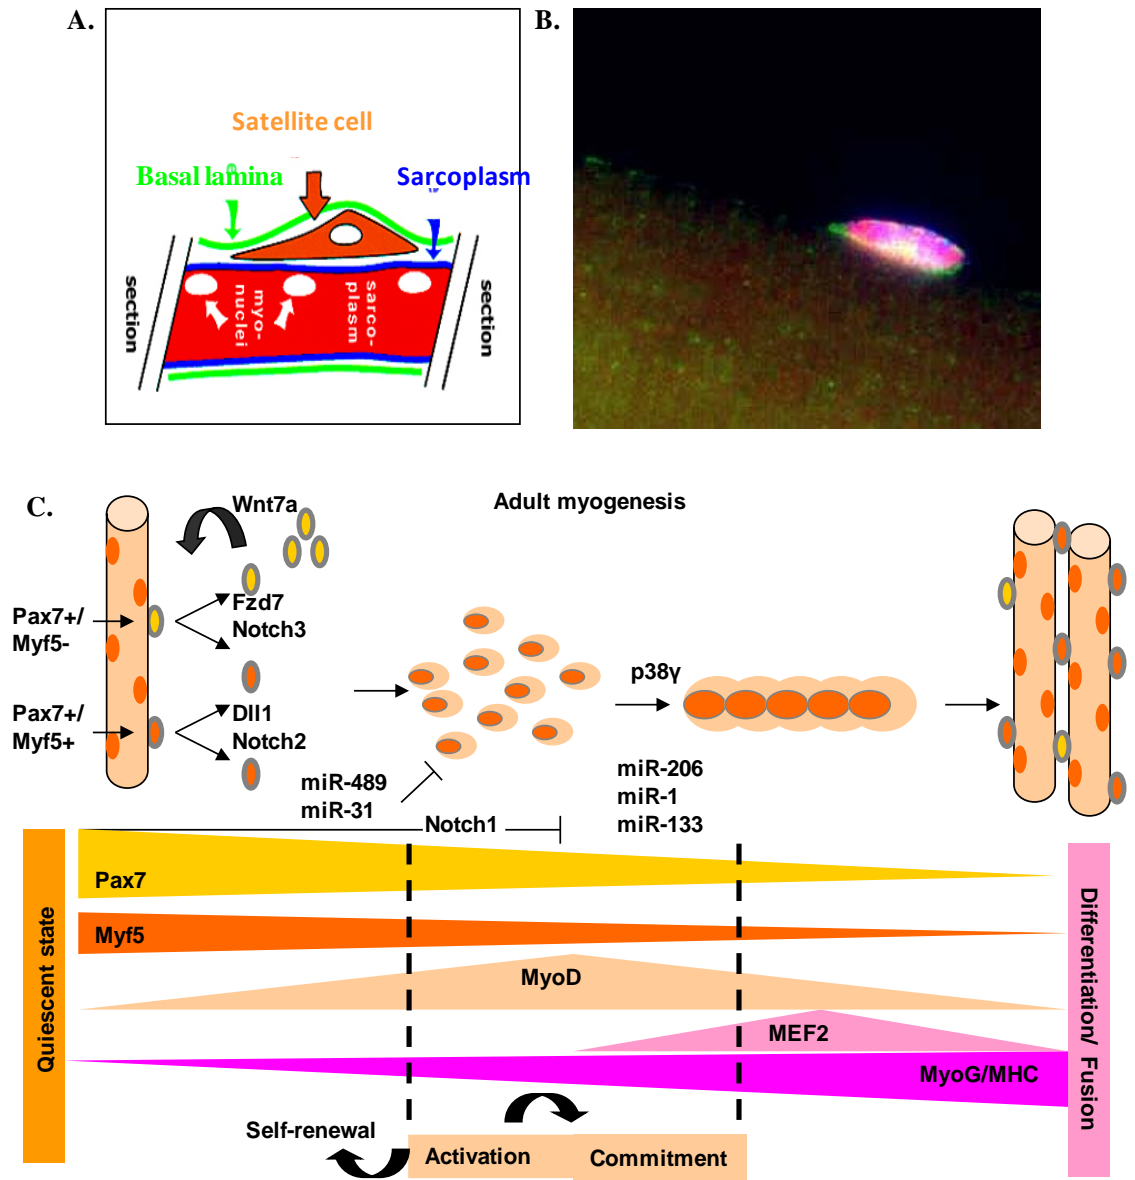 A.
B.
Satellite cell
Basal lamina
Sarcoplasm
section
myo-
nuclei
sarco-
plasm
section
C.
Wnt7a
Adult myogenesis
Pax7+/
Myf5-
Fzd7
Notch3
p38γ
Pax7+/
Myf5+
Dll1
Notch2
miR-489
miR-31
miR-206
miR-1
miR-133
Notch1
Quiescent state
Pax7
Myf5
MyoD
MEF2
MyoG/MHC
Differentiation/ Fusion
Self-renewal
Activation
Commitment